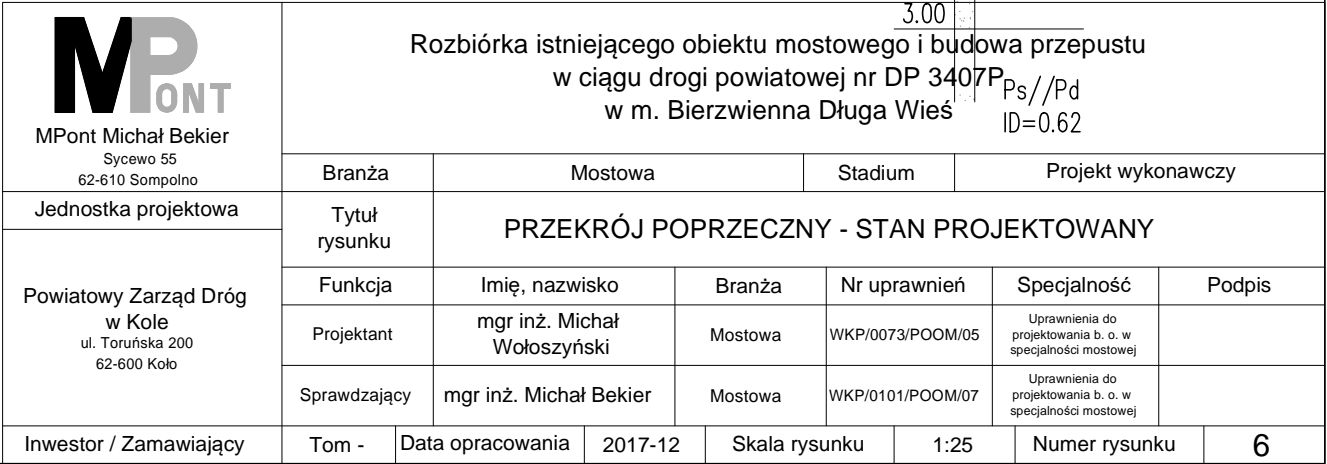 MPONT
MPont Michał Bekier
Sycewo 55
62-610 Sompolno
Jednostka projektowa
Powiatowy Zarząd Dróg
w Kole
ul. Toruńska 200
62-600 Koło
Inwestor / Zamawiający
3.00
Rozbiórka istniejącego obiektu mostowego i budowa przepustu
w ciągu drogi powiatowej nr DP 3407P
w m. Bierzwienna Długa Wieś
Ps//Pd
ID=0.62
Branża Mostowa Stadium Projekt wykonawczy
Tytuł
rysunku
PRZEKRÓJ POPRZECZNY - STAN PROJEKTOWANY
Funkcja Imię, nazwisko Branża Nr uprawnień Specjalność Podpis
Projektant
mgr inż. Michał
Wołoszyński
Mostowa
WKP/0073/POOM/05
Uprawnienia do
projektowania b. o. w
specjalności mostowej
Sprawdzający
mgr inż. Michał Bekier
Mostowa
WKP/0101/POOM/07
Uprawnienia do
projektowania b. o. w
specjalności mostowej
Tom - Data opracowania 2017-12 Skala rysunku 1:25 Numer rysunku 6